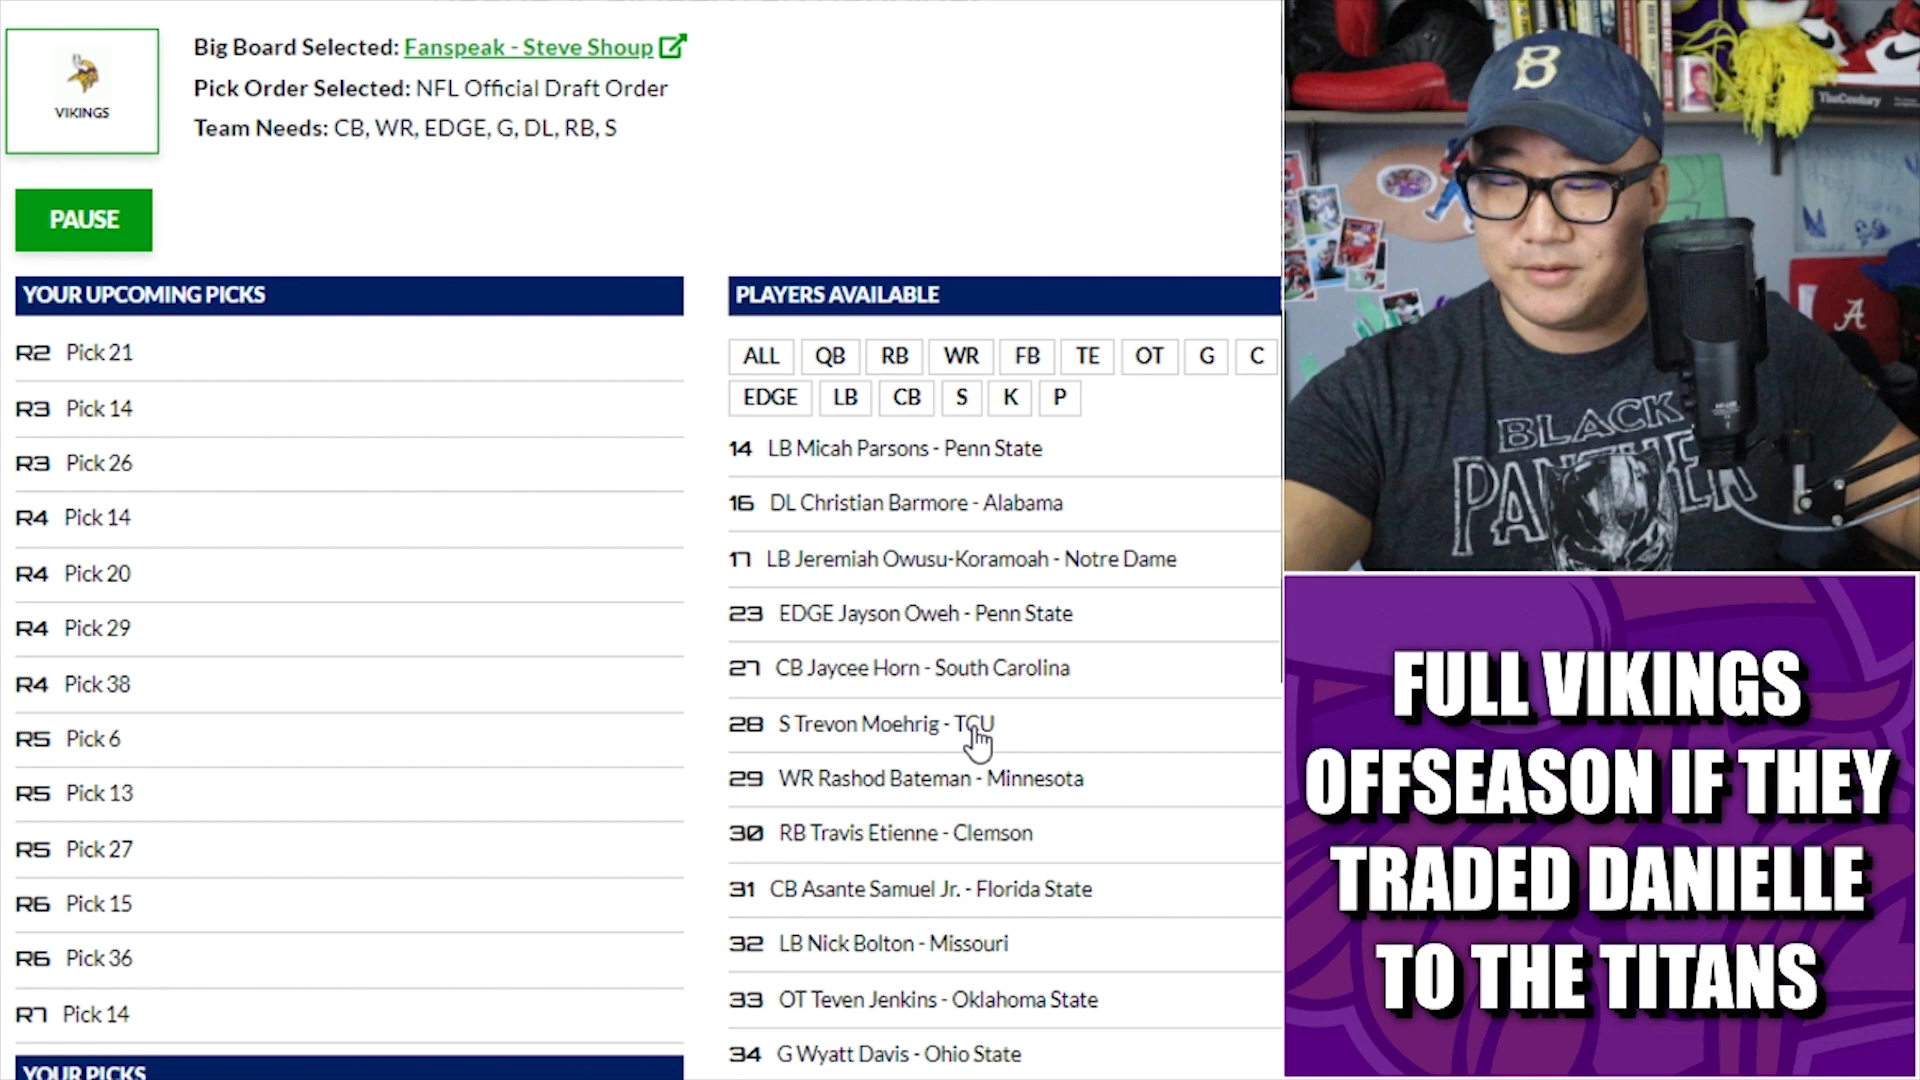 VIKINGS
Big Board Selected: Fanspeak - Steve Shoup
Pick Order Selected: NFL Official Draft Order
Team Needs: CB, WR, EDGE, G, DL, RB, S
PAUSE
YOUR UPCOMING PICKS
R2 Pick 21
R3 Pick 14
R3 Pick 26
R4 Pick 14
R4 Pick 20
R4 Pick 29
R4 Pick 38
R5 Pick 6
R5 Pick 13
R5 Pick 27
R6 Pick 15
R6 Pick 36
R7 Pick 14
YOUR PICKS
PLAYERS AVAILABLE
ALL QB RB WR FB TE OT G C
EDGE LB CB S K P
14 LB Micah Parsons - Penn State
16 DL Christian Barmore - Alabama
17 LB Jeremiah Owusu-Koramoah - Notre Dame
23 EDGE Jayson Oweh - Penn State
27 CB Jaycee Horn - South Carolina
28 S Trevon Moehrig - TCU
29 WR Rashod Bateman - Minnesota
30 RB Travis Etienne - Clemson
31 CB Asante Samuel Jr. - Florida State
32 LB Nick Bolton - Missouri
33 OT Teven Jenkins - Oklahoma State
34 G Wyatt Davis - Ohio State
B
TheCentury
A
BLACK
PANTHER
FULL VIKINGS
OFFSEASON IF THEY
TRADED DANIELLE
TO THE TITANS